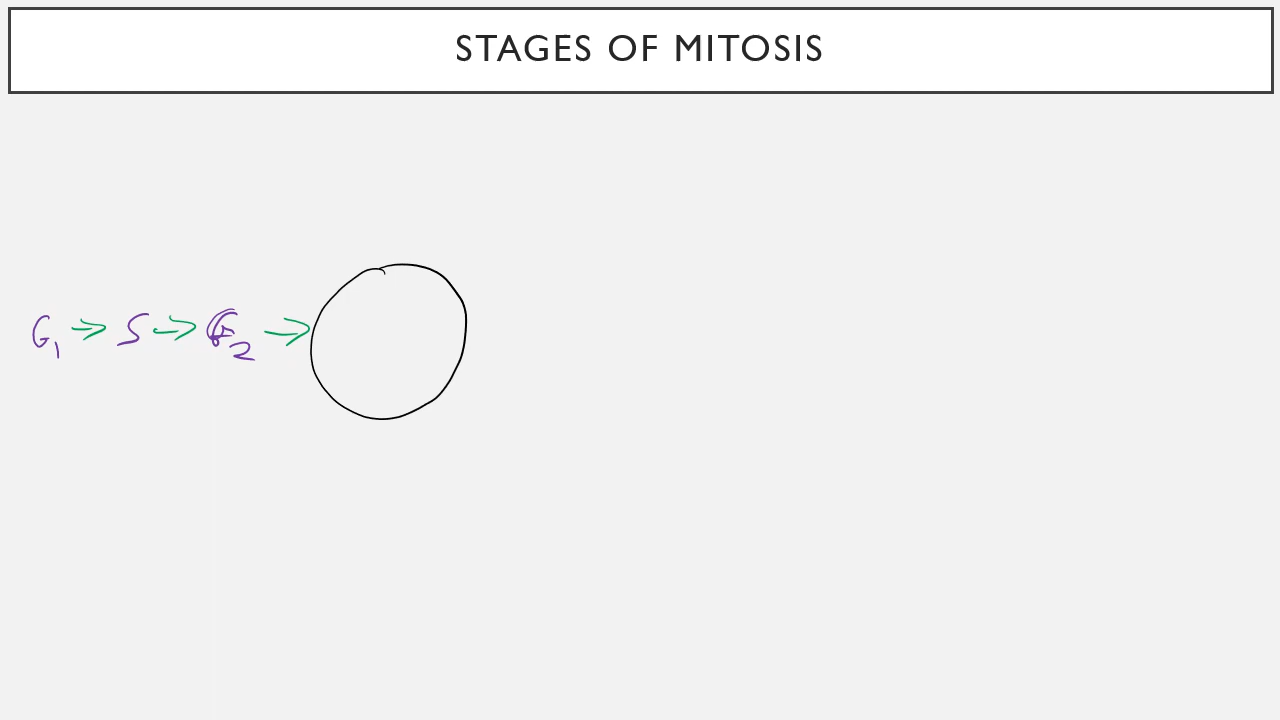 STAGES OF MITOSIS
G₁ → S → G₂ →